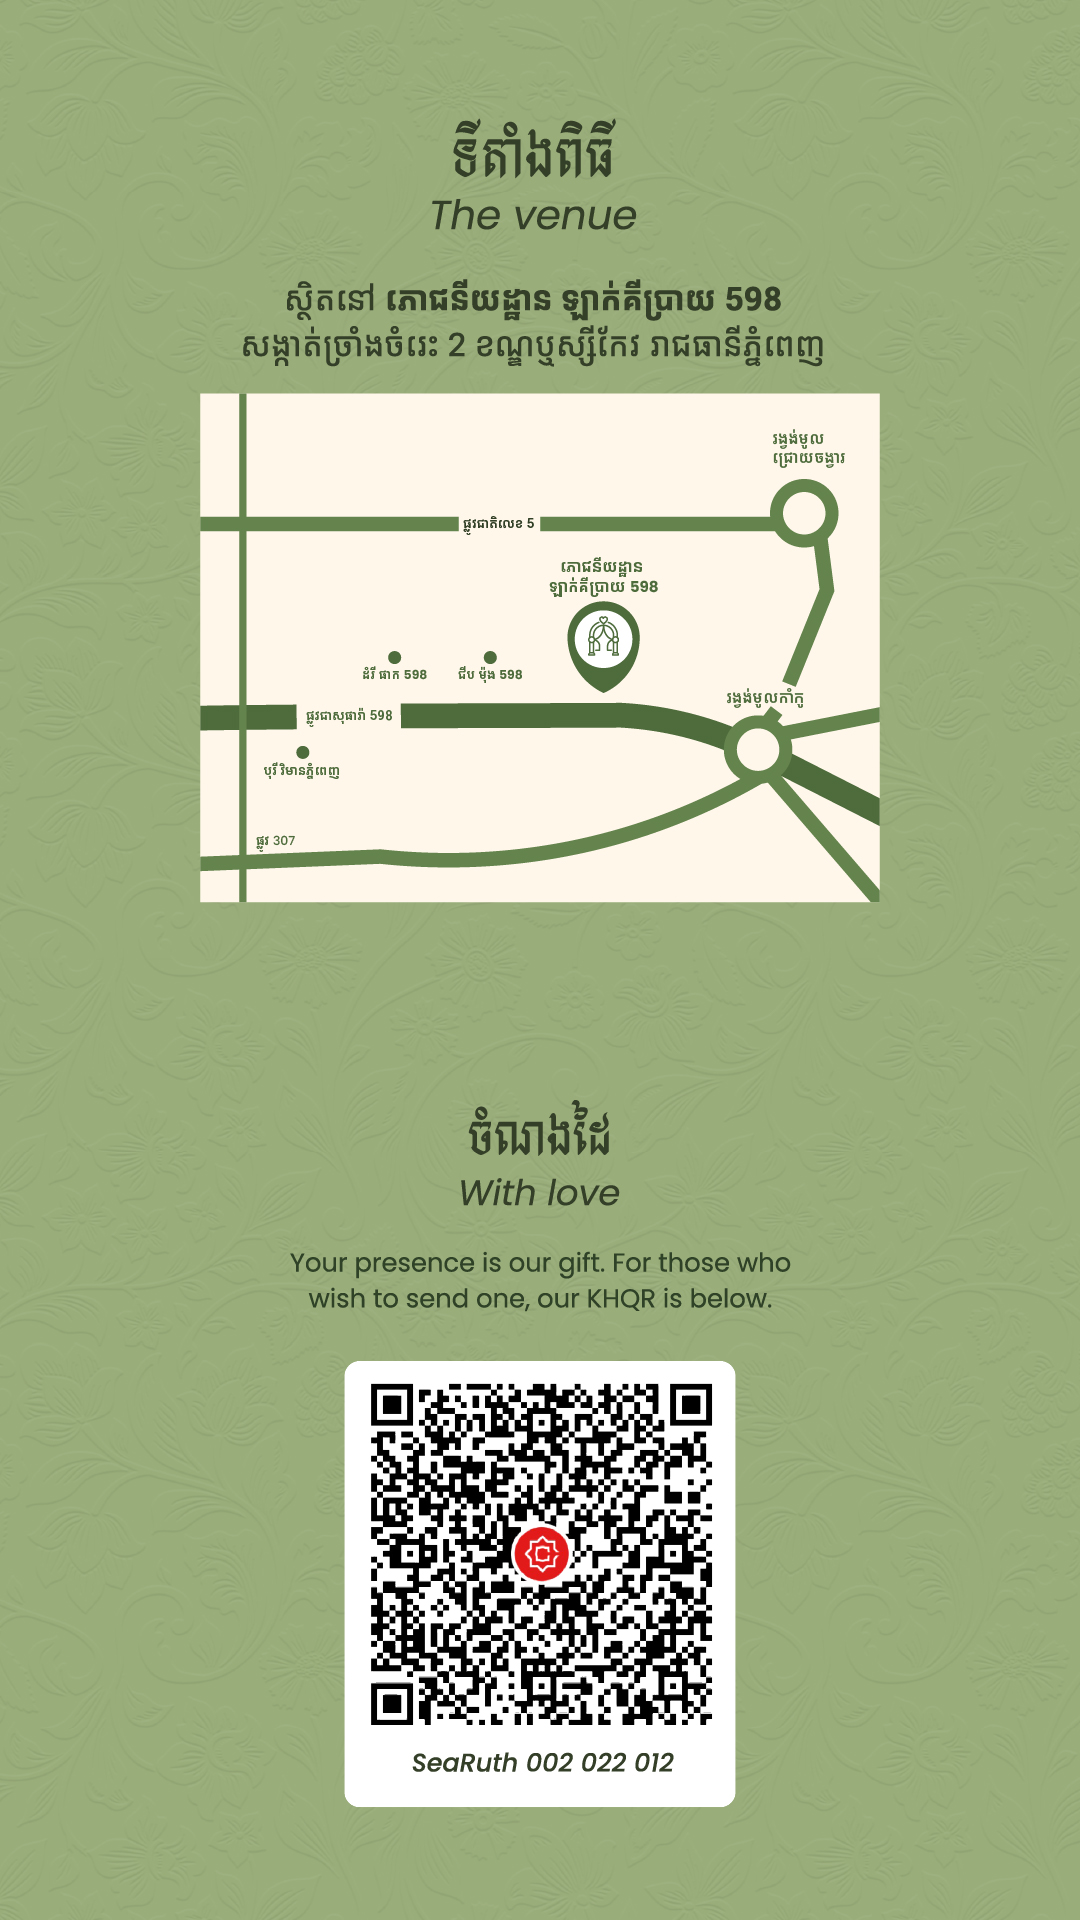 ទីតាំងពិធី
The venue
ស្ថិតនៅ ភោជនីយដ្ឋាន ឡាក់គីប្រាយ 598
សង្កាត់ច្រាំងចំរេះ 2 ខណ្ឌឬស្សីកែវ រាជធានីភ្នំពេញ
រង្វង់មូល
ជ្រោយចង្វារ
ផ្លូវជាតិលេខ 5
ភោជនីយដ្ឋាន
ឡាក់គីប្រាយ 598
ដំរី ផាក 598
ជីប ម៉ុង 598
រង្វង់មូលកាំកូ
ផ្លូវជាសុផារ៉ា 598
បុរី វិមានភ្នំពេញ
ផ្លូវ 307
ចំណងដៃ
With love
Your presence is our gift. For those who
wish to send one, our KHQR is below.
SeaRuth 002 022 012